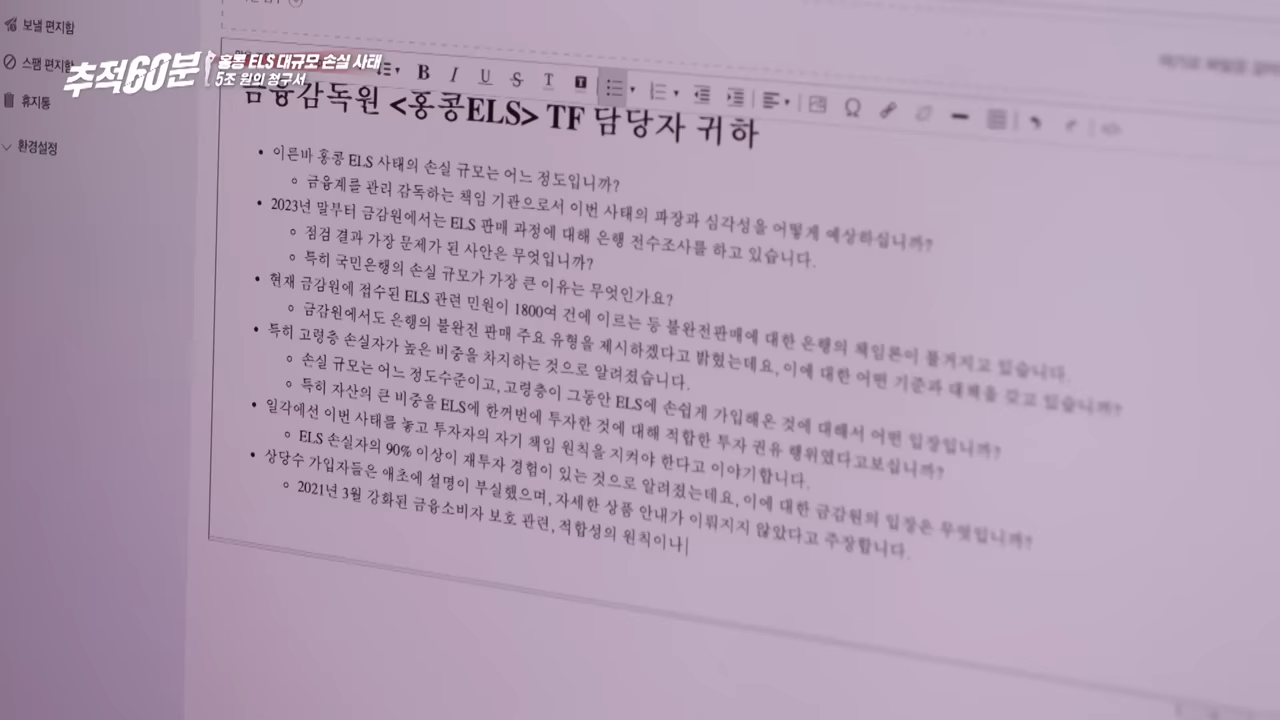 보낼 편지함
스팸 편지함
휴지통
환경설정
추적60분
홍콩 ELS 대규모 손실 사태
5조 원의 청구서
B I U S T T
금융감독원 <홍콩ELS> TF 담당자 귀하
• 이른바 홍콩 ELS 사태의 손실 규모는 어느 정도입니까?
◦ 금융계를 관리 감독하는 책임 기관으로서 이번 사태의 파장과 심각성을 어떻게 예상하십니까?
• 2023년 말부터 금감원에서는 ELS 판매 과정에 대해 은행 전수조사를 하고 있습니다.
◦ 점검 결과 가장 문제가 된 사안은 무엇입니까?
◦ 특히 국민은행의 손실 규모가 가장 큰 이유는 무엇인가요?
• 현재 금감원에 접수된 ELS 관련 민원이 1800여 건에 이르는 등 불완전판매에 대한 은행의 책임론이 불거지고 있습니다.
◦ 금감원에서도 은행의 불완전 판매 주요 유형을 제시하겠다고 밝혔는데요, 이에 대한 어떤 기준과 대책을 갖고 있습니까?
• 특히 고령층 손실자가 높은 비중을 차지하는 것으로 알려졌습니다.
◦ 손실 규모는 어느 정도수준이고, 고령층이 그동안 ELS에 손쉽게 가입해온 것에 대해서 어떤 입장입니까?
◦ 특히 자산의 큰 비중을 ELS에 한꺼번에 투자한 것에 대해 적합한 투자 권유 행위였다고보십니까?
• 일각에선 이번 사태를 놓고 투자자의 자기 책임 원칙을 지켜야 한다고 이야기합니다.
◦ ELS 손실자의 90% 이상이 재투자 경험이 있는 것으로 알려졌는데요, 이에 대한 금감원의 입장은 무엇입니까?
• 상당수 가입자들은 애초에 설명이 부실했으며, 자세한 상품 안내가 이뤄지지 않았다고 주장합니다.
◦ 2021년 3월 강화된 금융소비자 보호 관련, 적합성의 원칙이나